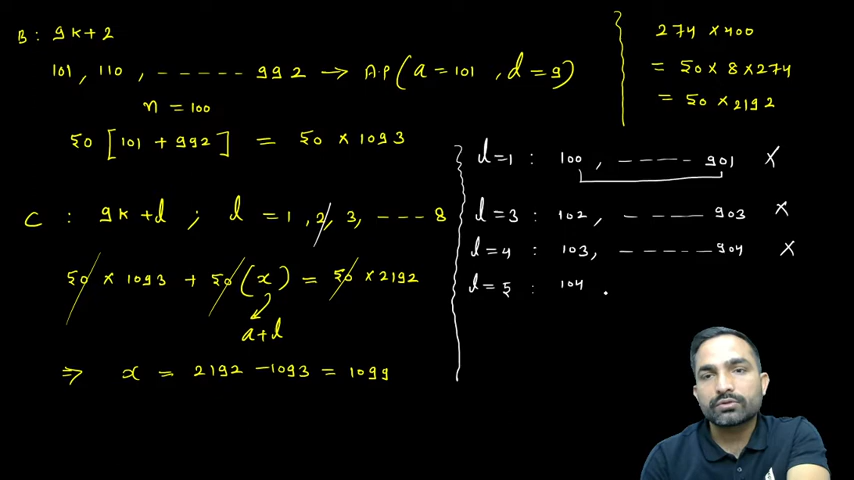 B : 9k+2
101, 110, ------ 992 → A.P (a = 101, d = 9)
n = 100
50 [101 + 992] = 50 × 1093
C : 9k+d ; d = 1, 2, 3, --- 8
50 × 1093 + 50 (x) = 50 × 2192
a+l
⇒ x = 2192 - 1093 = 1099
274 × 400
= 50 × 8 × 274
= 50 × 2192
d=1 : 100, ------ 901 ×
d=3 : 102, ------ 903 ×
d=4 : 103, ------- 904 ×
d=5 : 104 .